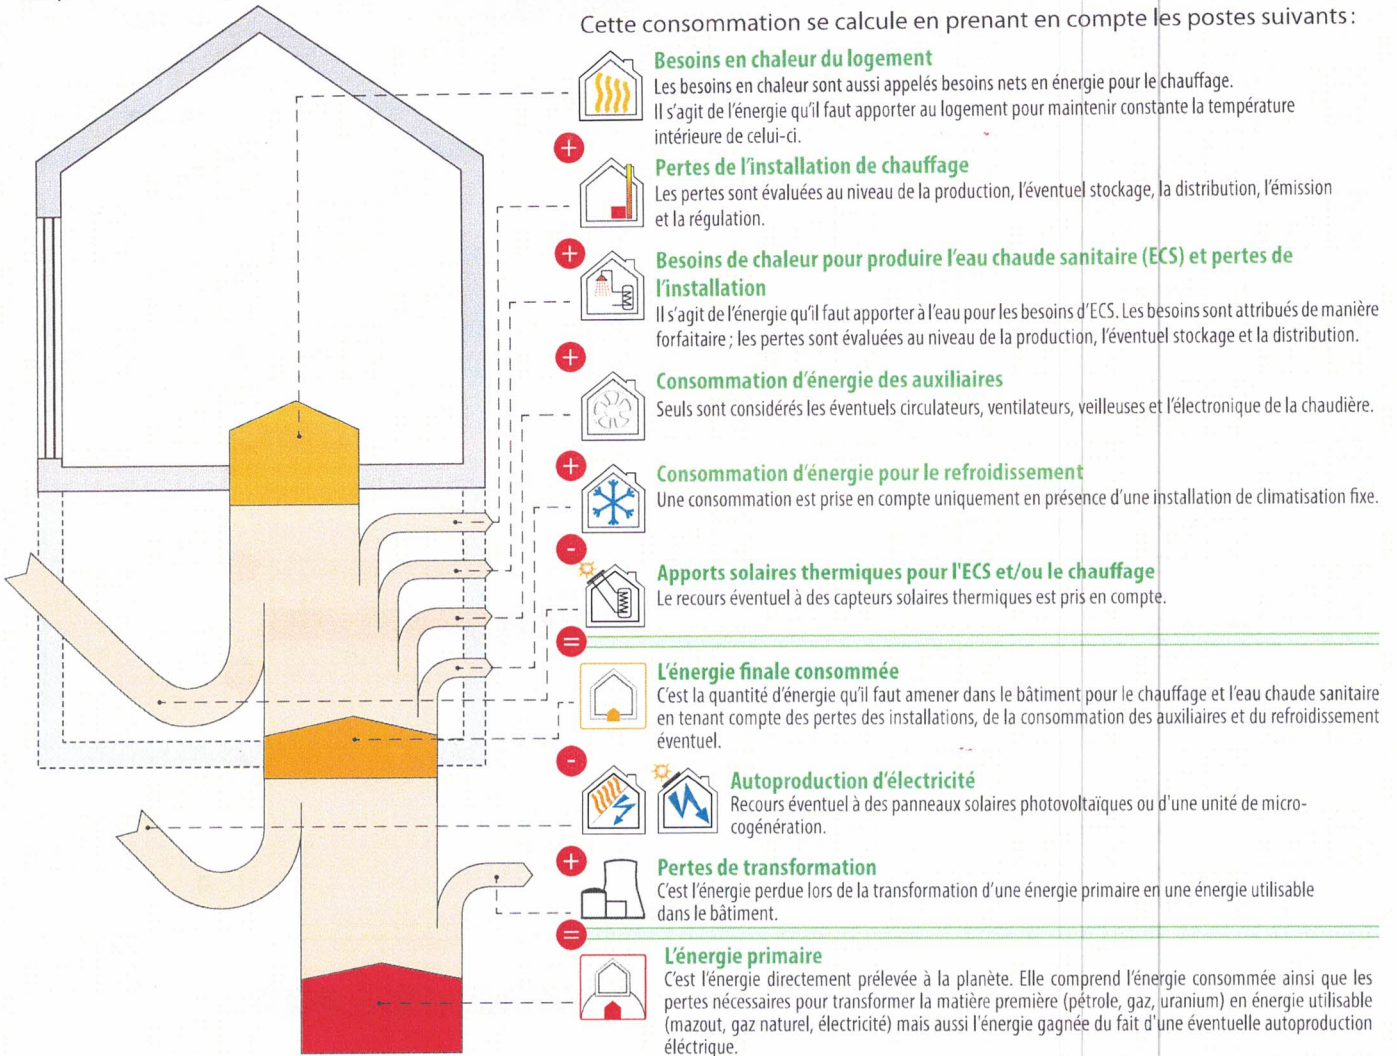 Cette consommation se calcule en prenant en compte les postes suivants :
Besoins en chaleur du logement
Les besoins en chaleur sont aussi appelés besoins nets en énergie pour le chauffage.
Il s'agit de l'énergie qu'il faut apporter au logement pour maintenir constante la température
intérieure de celui-ci.
+
Pertes de l'installation de chauffage
Les pertes sont évaluées au niveau de la production, l'éventuel stockage, la distribution, l'émission
et la régulation.
+
Besoins de chaleur pour produire l'eau chaude sanitaire (ECS) et pertes de
l'installation
Il s'agit de l'énergie qu'il faut apporter à l'eau pour les besoins d'ECS. Les besoins sont attribués de manière
forfaitaire ; les pertes sont évaluées au niveau de la production, l'éventuel stockage et la distribution.
+
Consommation d'énergie des auxiliaires
Seuls sont considérés les éventuels circulateurs, ventilateurs, veilleuses et l'électronique de la chaudière.
+
Consommation d'énergie pour le refroidissement
Une consommation est prise en compte uniquement en présence d'une installation de climatisation fixe.
-
Apports solaires thermiques pour l'ECS et/ou le chauffage
Le recours éventuel à des capteurs solaires thermiques est pris en compte.
=
L'énergie finale consommée
C'est la quantité d'énergie qu'il faut amener dans le bâtiment pour le chauffage et l'eau chaude sanitaire
en tenant compte des pertes des installations, de la consommation des auxiliaires et du refroidissement
éventuel.
-
Autoproduction d'électricité
Recours éventuel à des panneaux solaires photovoltaïques ou d'une unité de micro-
cogénération.
+
Pertes de transformation
C'est l'énergie perdue lors de la transformation d'une énergie primaire en une énergie utilisable
dans le bâtiment.
=
L'énergie primaire
C'est l'énergie directement prélevée à la planète. Elle comprend l'énergie consommée ainsi que les
pertes nécessaires pour transformer la matière première (pétrole, gaz, uranium) en énergie utilisable
(mazout, gaz naturel, électricité) mais aussi l'énergie gagnée du fait d'une éventuelle autoproduction
éléctrique.